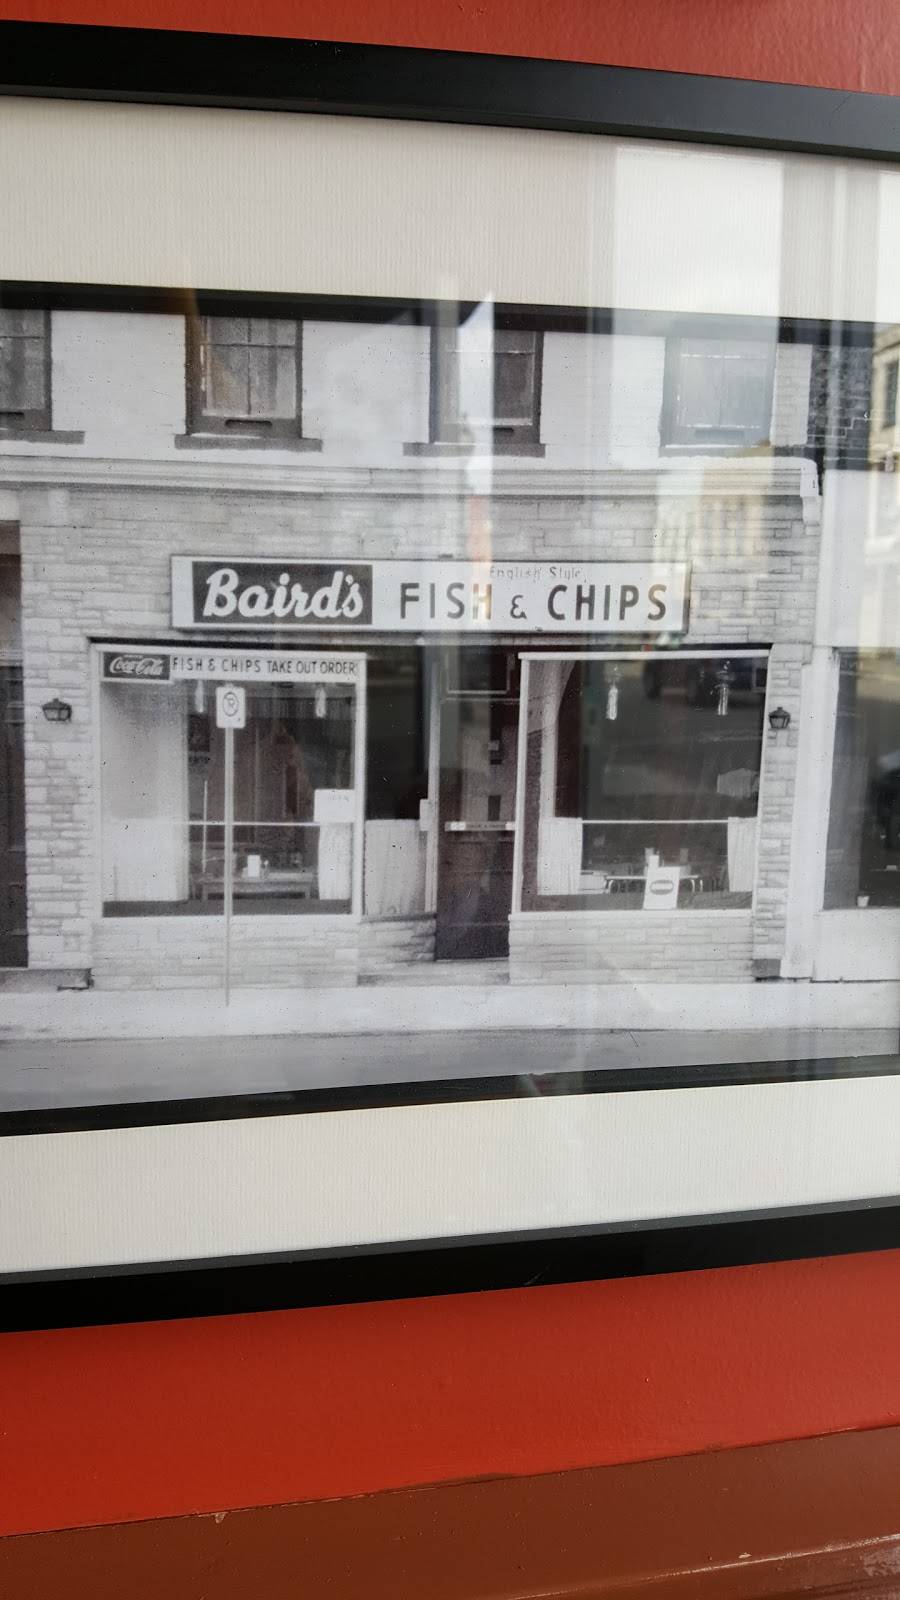 English Style
Baird's FISH & CHIPS
Coca-Cola FISH & CHIPS TAKE OUT ORDER